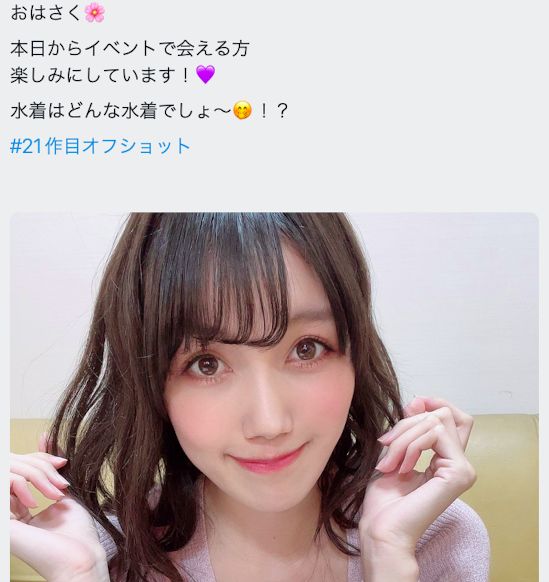 おはさく🌸
本日からイベントで会える方
楽しみにしています！💜
水着はどんな水着でしょ〜🤭！？
#21作目オフショット